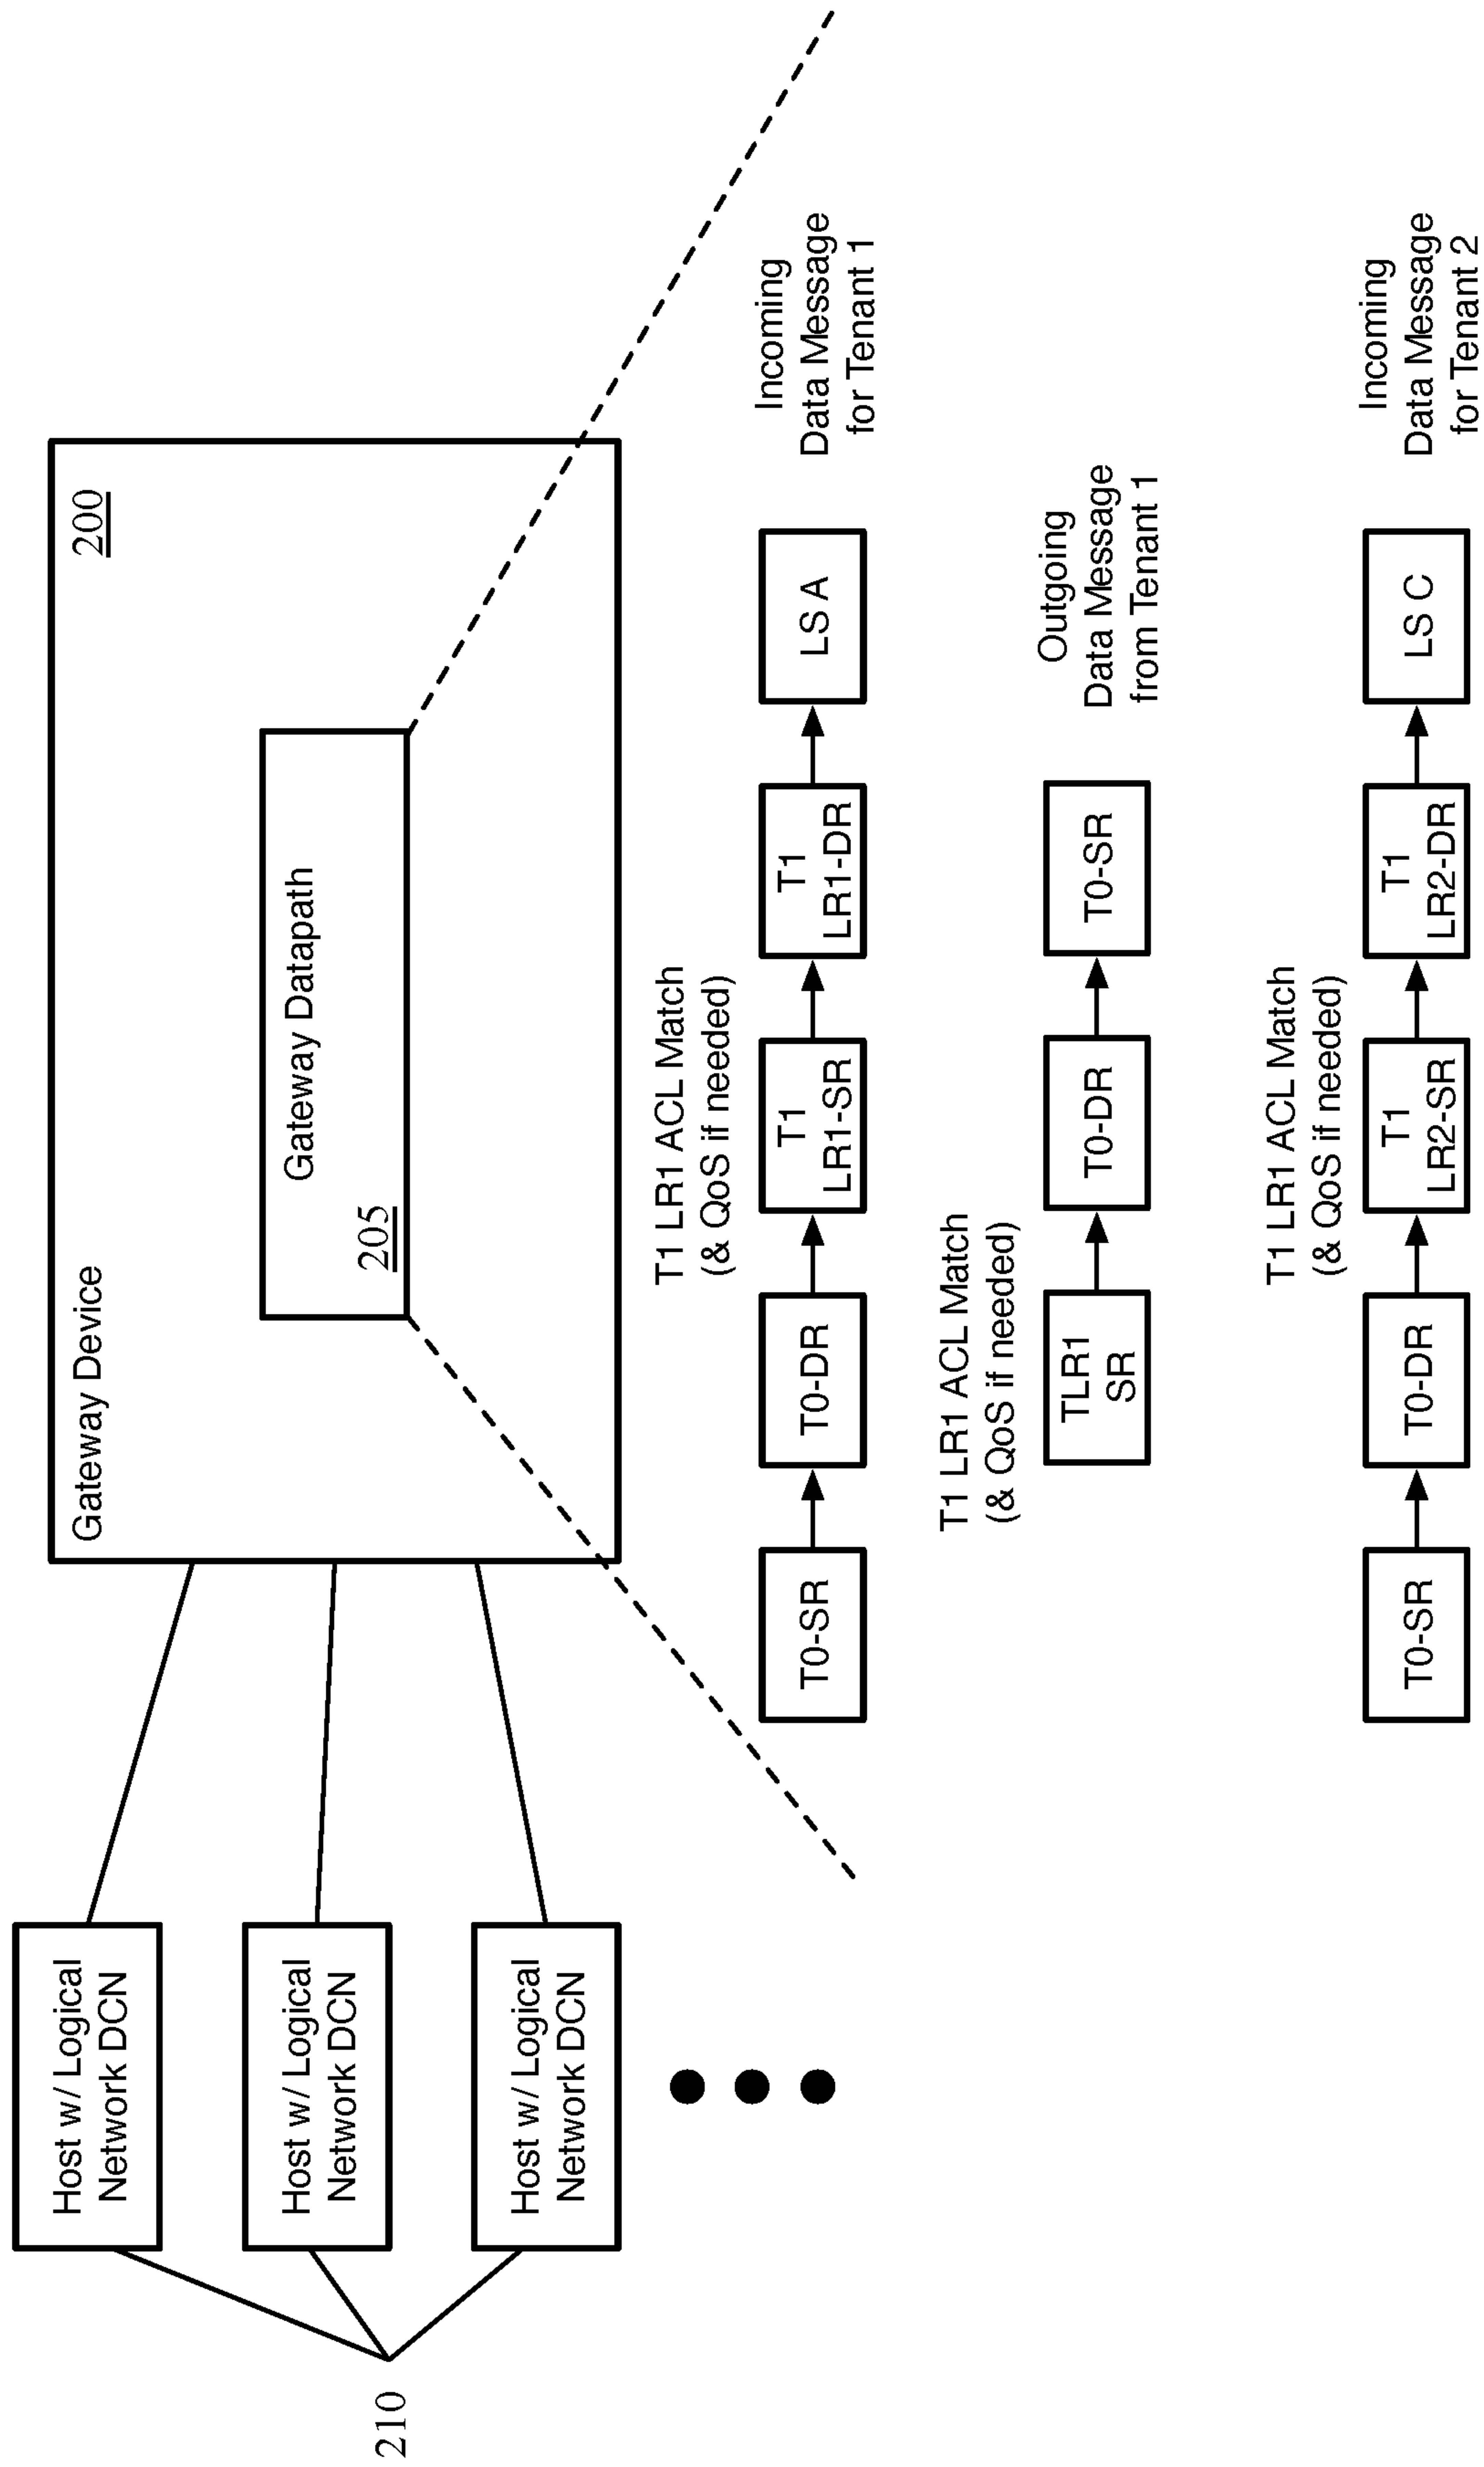 Host w/ Logical
Network DCN
Host w/ Logical
Network DCN
Host w/ Logical
Network DCN
210
Gateway Device
200
Gateway Datapath
205
T1 LR1 ACL Match
(& QoS if needed)
T0-SR
T0-DR
T1
LR1-SR
T1
LR1-DR
LS A
Incoming
Data Message
for Tenant 1
T1 LR1 ACL Match
(& QoS if needed)
TLR1
SR
T0-DR
T0-SR
Outgoing
Data Message
from Tenant 1
T1 LR1 ACL Match
(& QoS if needed)
T0-SR
T0-DR
T1
LR2-SR
T1
LR2-DR
LS C
Incoming
Data Message
for Tenant 2